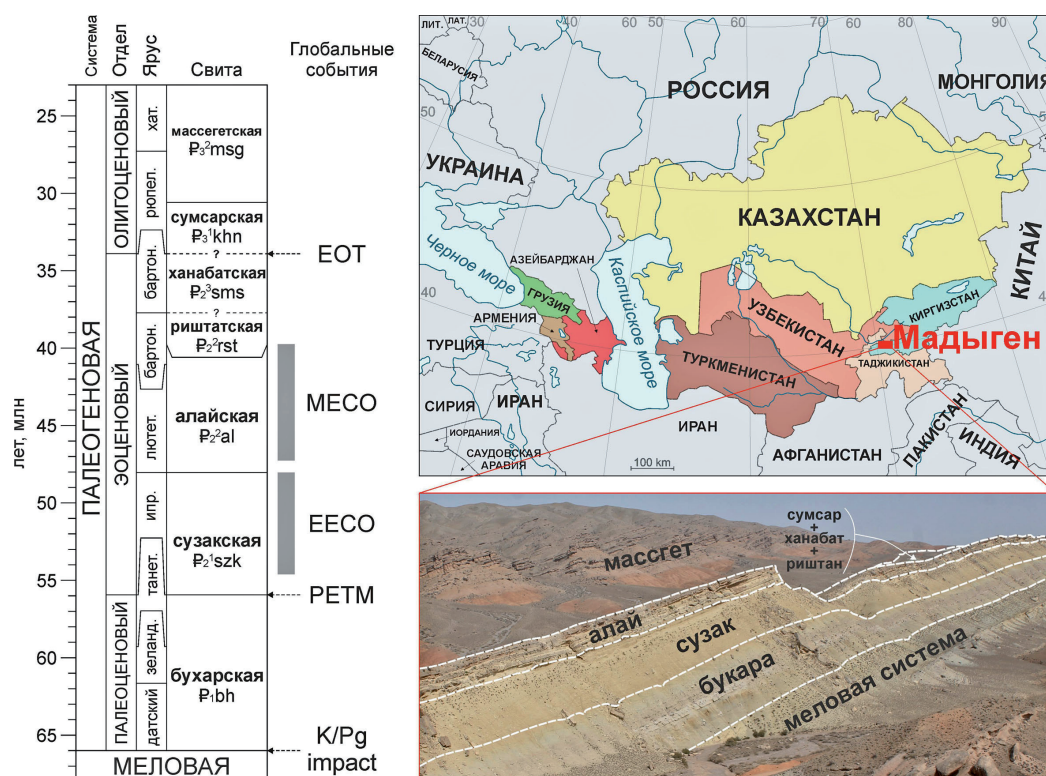 Система
Отдел
Ярус
Свита
Глобальные
события
лет, млн
25
30
35
40
45
50
55
60
65
ПАЛЕОГЕНОВАЯ
ОЛИГОЦЕНОВЫЙ
ЭОЦЕНОВЫЙ
ПАЛЕОЦЕНОВЫЙ
хат.
рюпел.
бартон.
бартон.
лютет.
ипр.
танет.
зеланд.
датский
массегетская
₽₃²msg
сумсарская
₽₃¹khn
?
ханабатская
₽₂³sms
?
риштатская
₽₂²rst
алайская
₽₂²al
сузакская
₽₂¹szk
бухарская
₽₁bh
МЕЛОВАЯ
EOT
MECO
EECO
PETM
K/Pg
impact
ЛИТ.
ЛАТ.
30
40
50
60
60
70
80
90
50
5
40
40
БЕЛАРУСИЯ
РОССИЯ
МОНГОЛИЯ
УКРАИНА
КАЗАХСТАН
КИТАЙ
Черное море
АЗЕЙБАРДЖАН
Каспийское море
ГРУЗИЯ
АРМЕНИЯ
УЗБЕКИСТАН
КИРГИЗСТАН
Мадыген
ТУРЦИЯ
ТУРКМЕНИСТАН
ТАДЖИКИСТАН
СИРИЯ
ИРАН
ИОРДАНИЯ
САУДОВСКАЯ
АРАВИЯ
ИРАН
АФГАНИСТАН
ПАКИСТАН
ИНДИЯ
100 km
сумсар
+
ханабат
+
риштан
массгет
алай
сузак
букара
меловая система